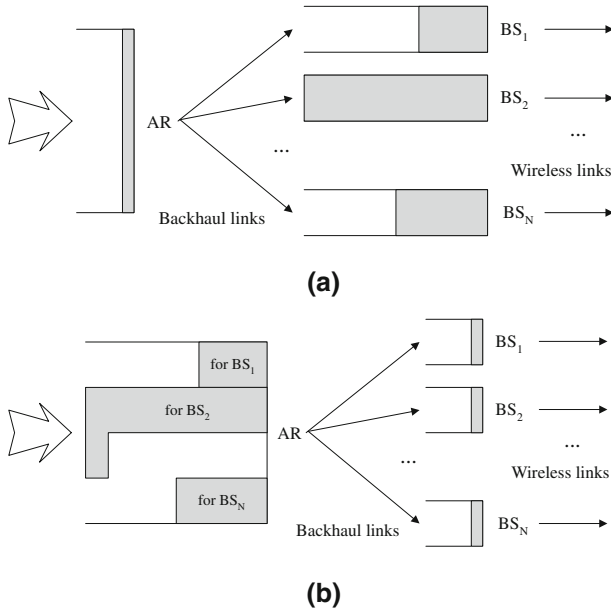 BS1
AR
BS2
...
...
Wireless links
Backhaul links
BSN
(a)
for BS1
BS1
for BS2
AR
BS2
...
...
Wireless links
for BSN
Backhaul links
BSN
(b)